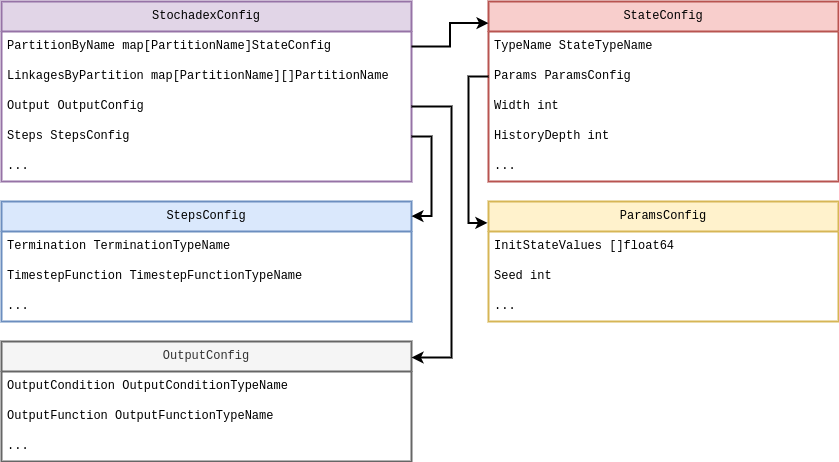 StochadexConfig
PartitionByName map[PartitionName]StateConfig
LinkagesByPartition map[PartitionName][]PartitionName
Output OutputConfig
Steps StepsConfig
...
StateConfig
TypeName StateTypeName
Params ParamsConfig
Width int
HistoryDepth int
...
StepsConfig
Termination TerminationTypeName
TimestepFunction TimestepFunctionTypeName
...
ParamsConfig
InitStateValues []float64
Seed int
...
OutputConfig
OutputCondition OutputConditionTypeName
OutputFunction OutputFunctionTypeName
...